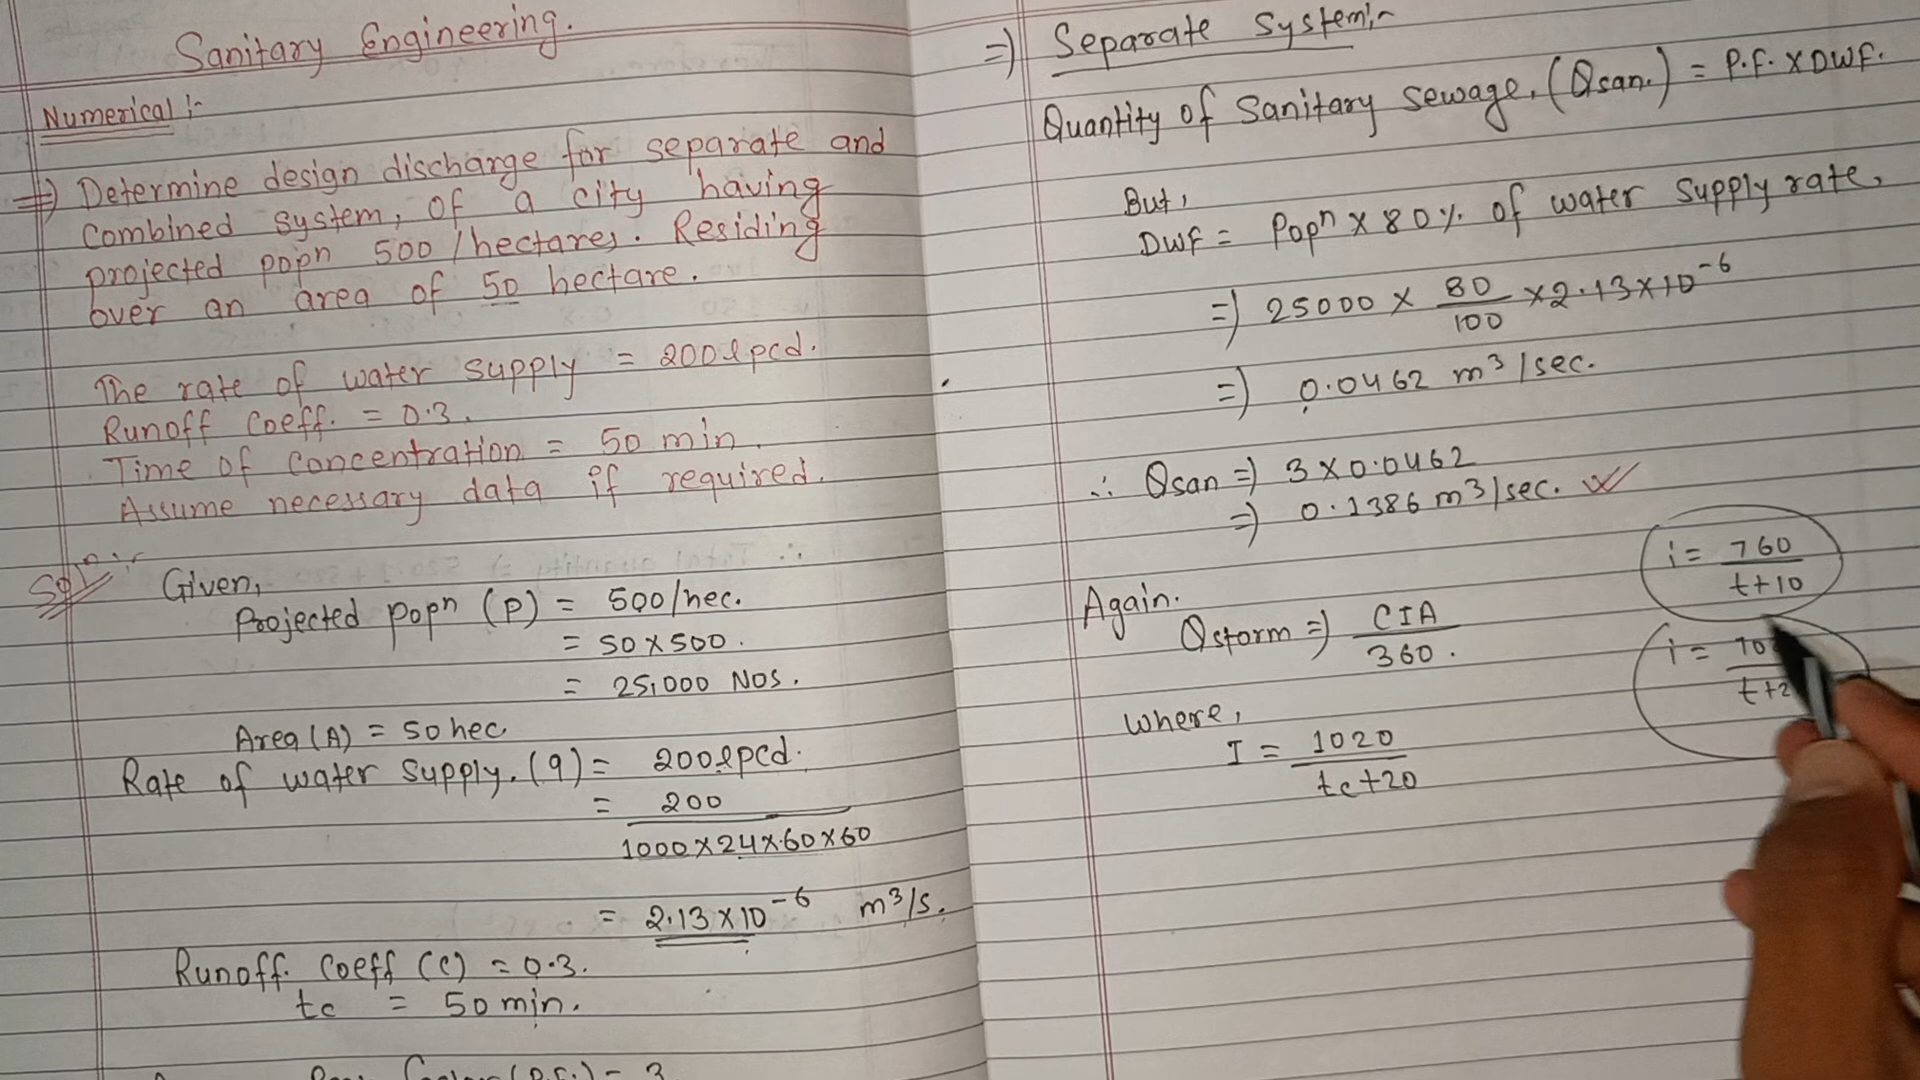 Sanitary Engineering.
Numerical :-
⇒) Determine design discharge for separate and
combined system, of a city having
projected popn 500 /hectares. Residing
over an area of 50 hectare.
The rate of water supply = 200 lpcd.
Runoff Coeff. = 0.3.
Time of Concentration = 50 min.
Assume necessary data if required.
Soln:-
Given,
Projected popn (P) = 500/hec.
= 50 x 500.
= 25,000 Nos.
Area (A) = 50 hec.
Rate of water supply. (q) = 200 lpcd.
= 200
1000 x 24 x 60 x 60
= 2.13 x 10⁻⁶ m³/s.
Runoff. Coeff (C) = 0.3.
tc = 50 min.
(P.F.) = 3
=) Separate System:-
Quantity of Sanitary Sewage. (Qsan.) = P.F. x DWF.
But,
DWF = Popⁿ x 80% of water supply rate.
=) 25000 x 80/100 x 2.13 x 10⁻⁶
=) 0.0462 m³/sec.
∴ Qsan =) 3 x 0.0462
=) 0.1386 m³/sec.
Again.
Qstorm =) CIA/360.
i = 760/t+10
i =
Where,
I = 1020/tc+20